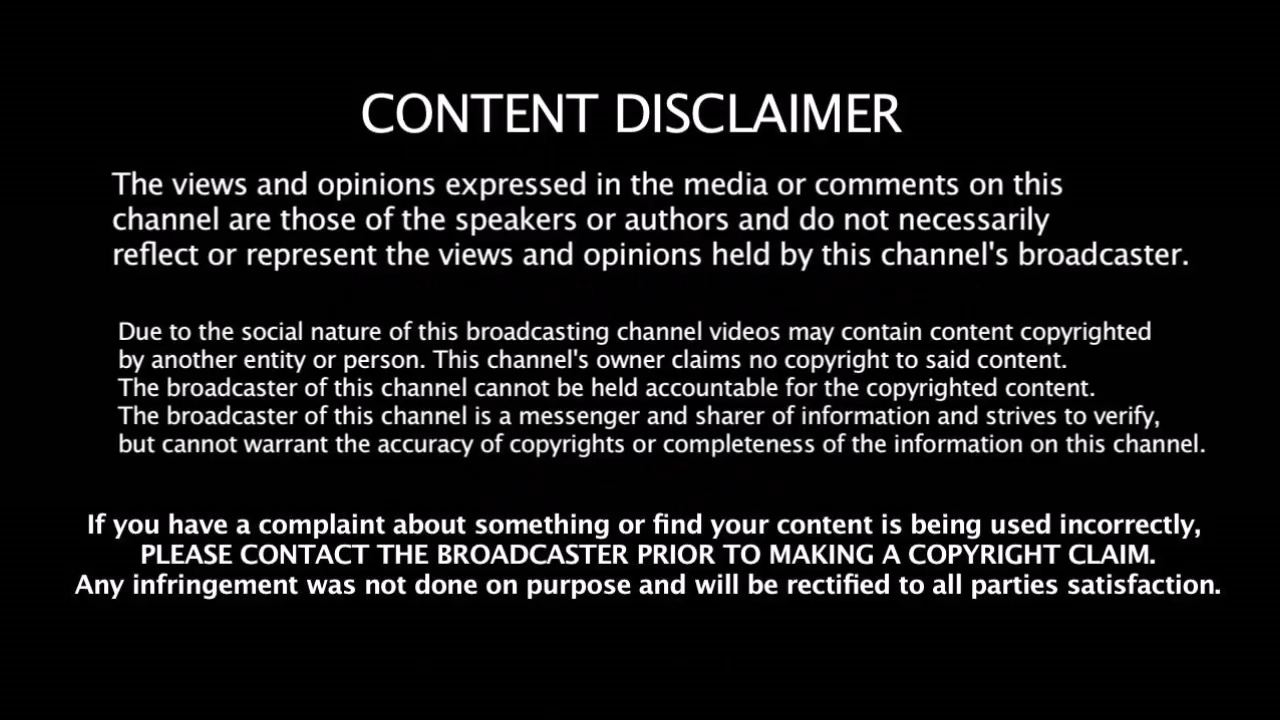 CONTENT DISCLAIMER
The views and opinions expressed in the media or comments on this
channel are those of the speakers or authors and do not necessarily
reflect or represent the views and opinions held by this channel's broadcaster.
Due to the social nature of this broadcasting channel videos may contain content copyrighted
by another entity or person. This channel's owner claims no copyright to said content.
The broadcaster of this channel cannot be held accountable for the copyrighted content.
The broadcaster of this channel is a messenger and sharer of information and strives to verify,
but cannot warrant the accuracy of copyrights or completeness of the information on this channel.
If you have a complaint about something or find your content is being used incorrectly,
PLEASE CONTACT THE BROADCASTER PRIOR TO MAKING A COPYRIGHT CLAIM.
Any infringement was not done on purpose and will be rectified to all parties satisfaction.